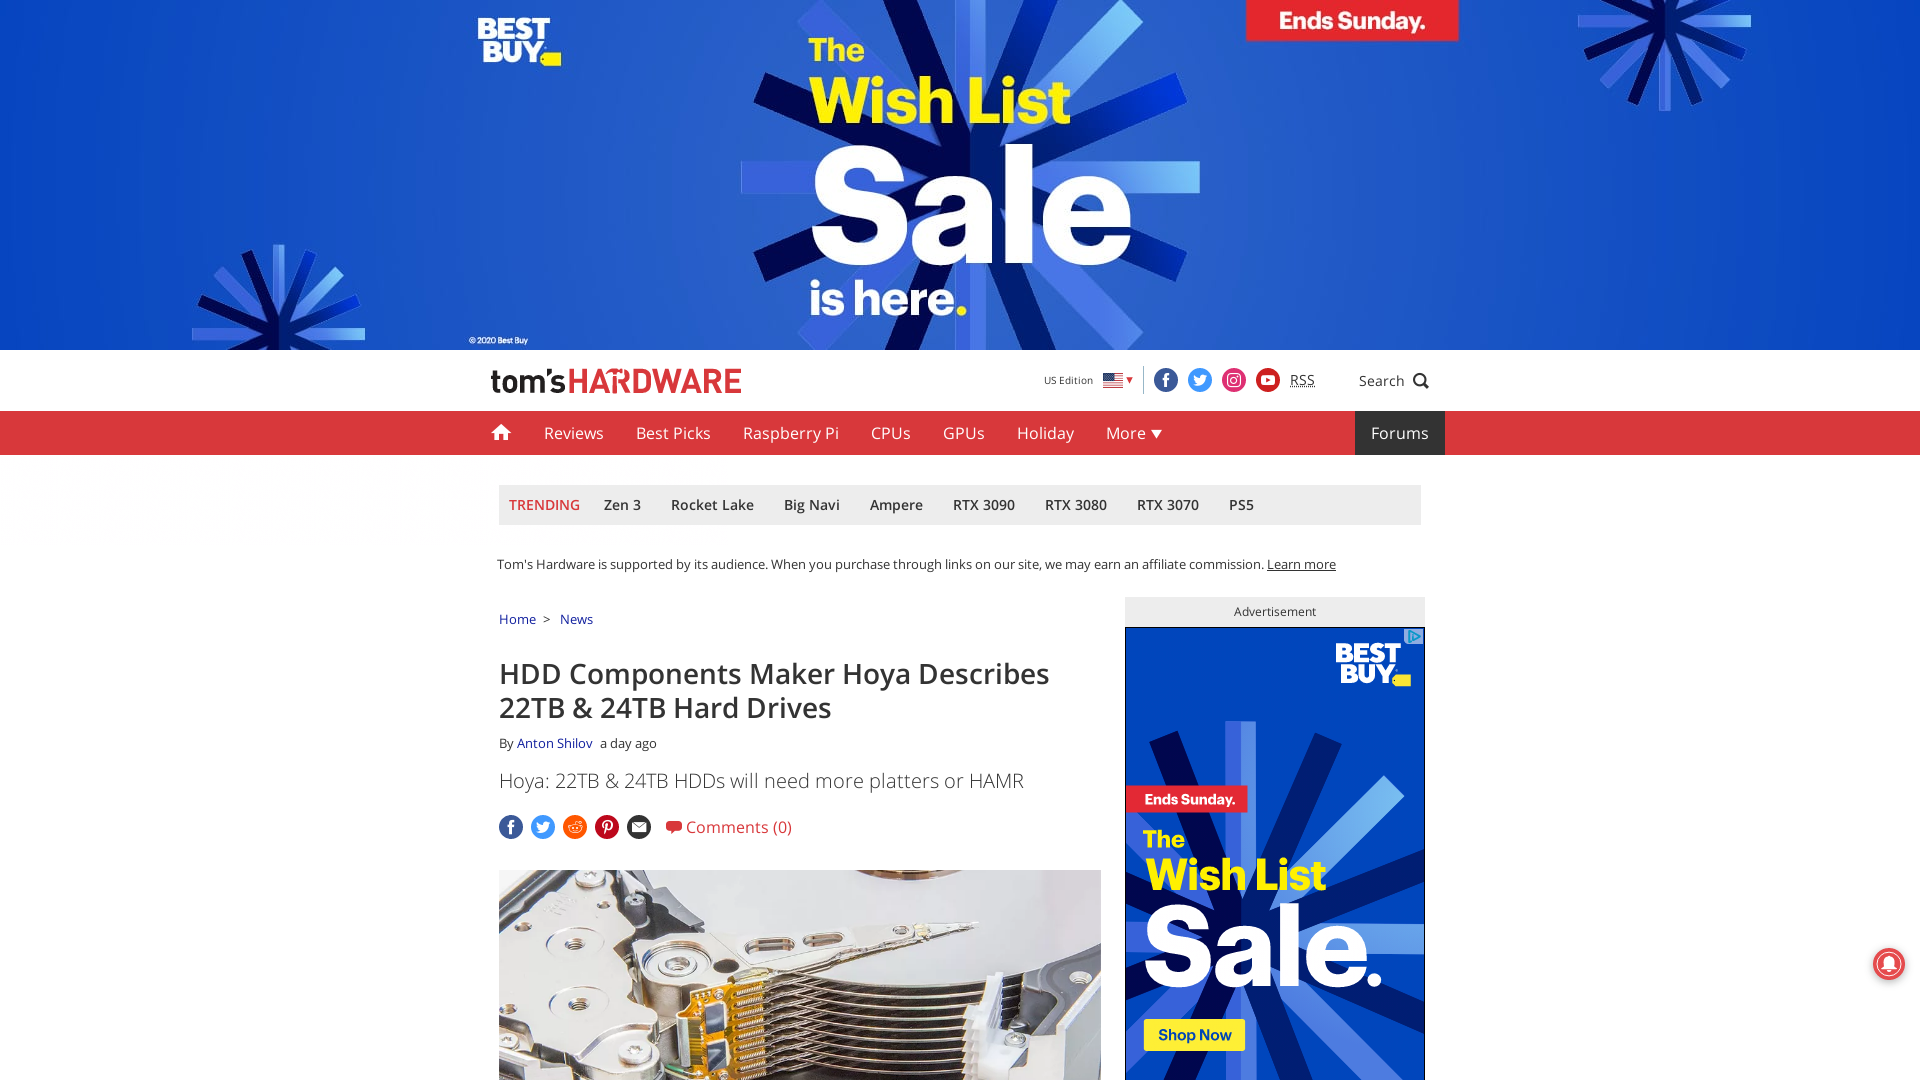 BEST
BUY
Ends Sunday.
The
Wish List
Sale
is here.
© 2020 Best Buy
tom's HARDWARE
US Edition
RSS
Search
Reviews
Best Picks
Raspberry Pi
CPUs
GPUs
Holiday
More
Forums
TRENDING
Zen 3
Rocket Lake
Big Navi
Ampere
RTX 3090
RTX 3080
RTX 3070
PS5
Tom's Hardware is supported by its audience. When you purchase through links on our site, we may earn an affiliate commission. Learn more
Home > News
HDD Components Maker Hoya Describes
22TB & 24TB Hard Drives
By Anton Shilov a day ago
Hoya: 22TB & 24TB HDDs will need more platters or HAMR
Comments (0)
Advertisement
BEST
BUY
Ends Sunday.
The
Wish List
Sale.
Shop Now